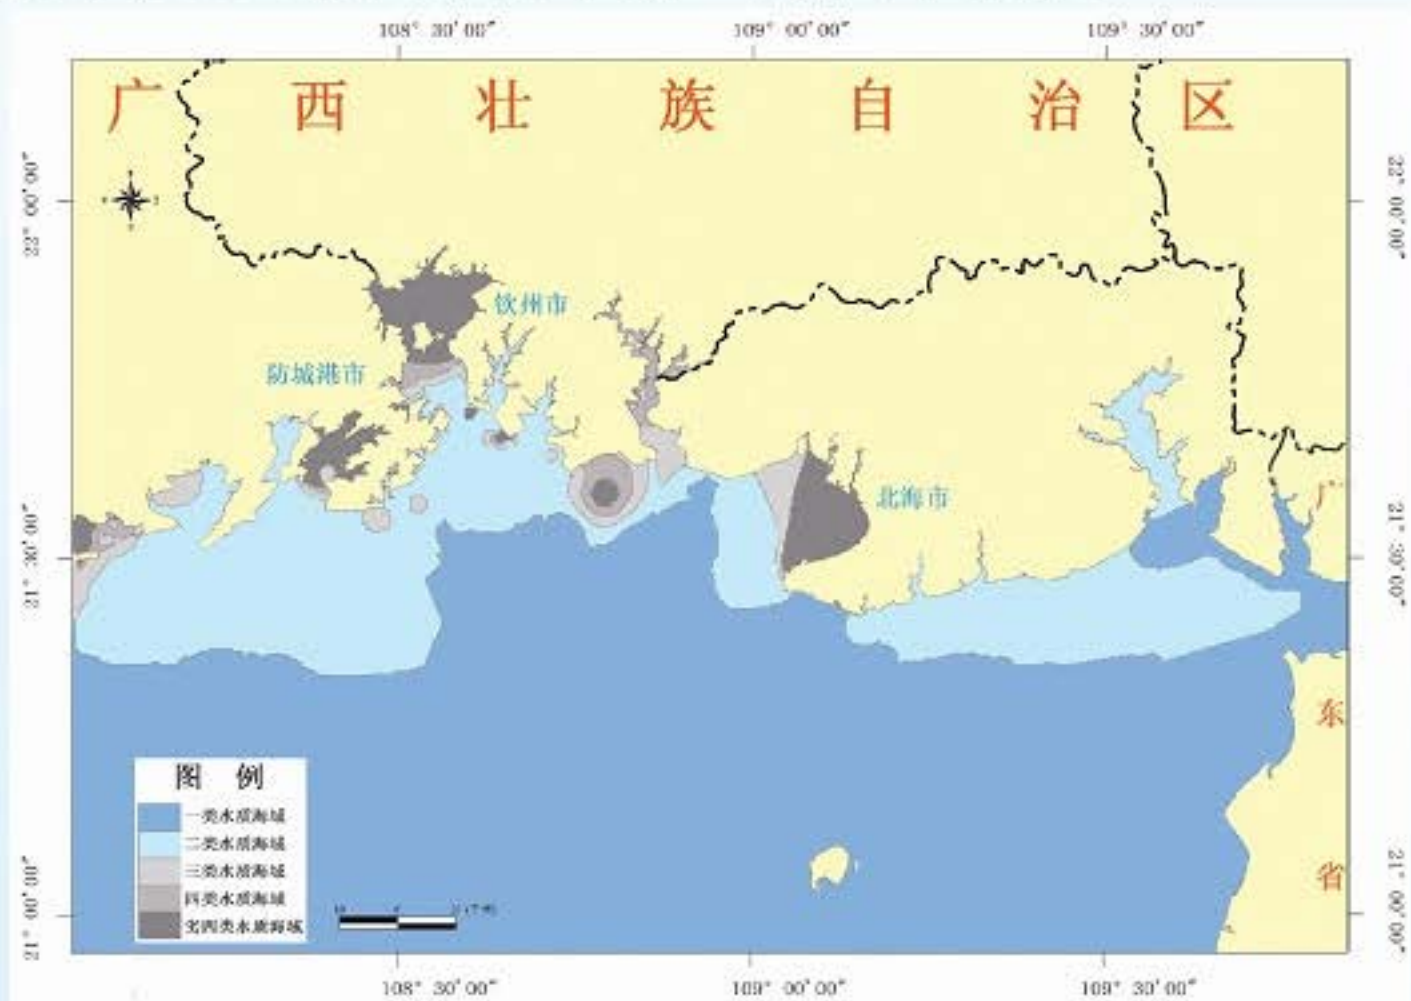 108° 30′ 00″
109° 00′ 00″
109° 30′ 00″
广 西 壮 族 自 治 区
22° 00′ 00″
22° 00′ 00″
钦州市
防城港市
北海市
广
21° 30′ 00″
21° 30′ 00″
东
省
图 例
一类水质海域
二类水质海域
三类水质海域
四类水质海域
劣四类水质海域
21° 00′ 00″
21° 00′ 00″
108° 30′ 00″
109° 00′ 00″
109° 30′ 00″